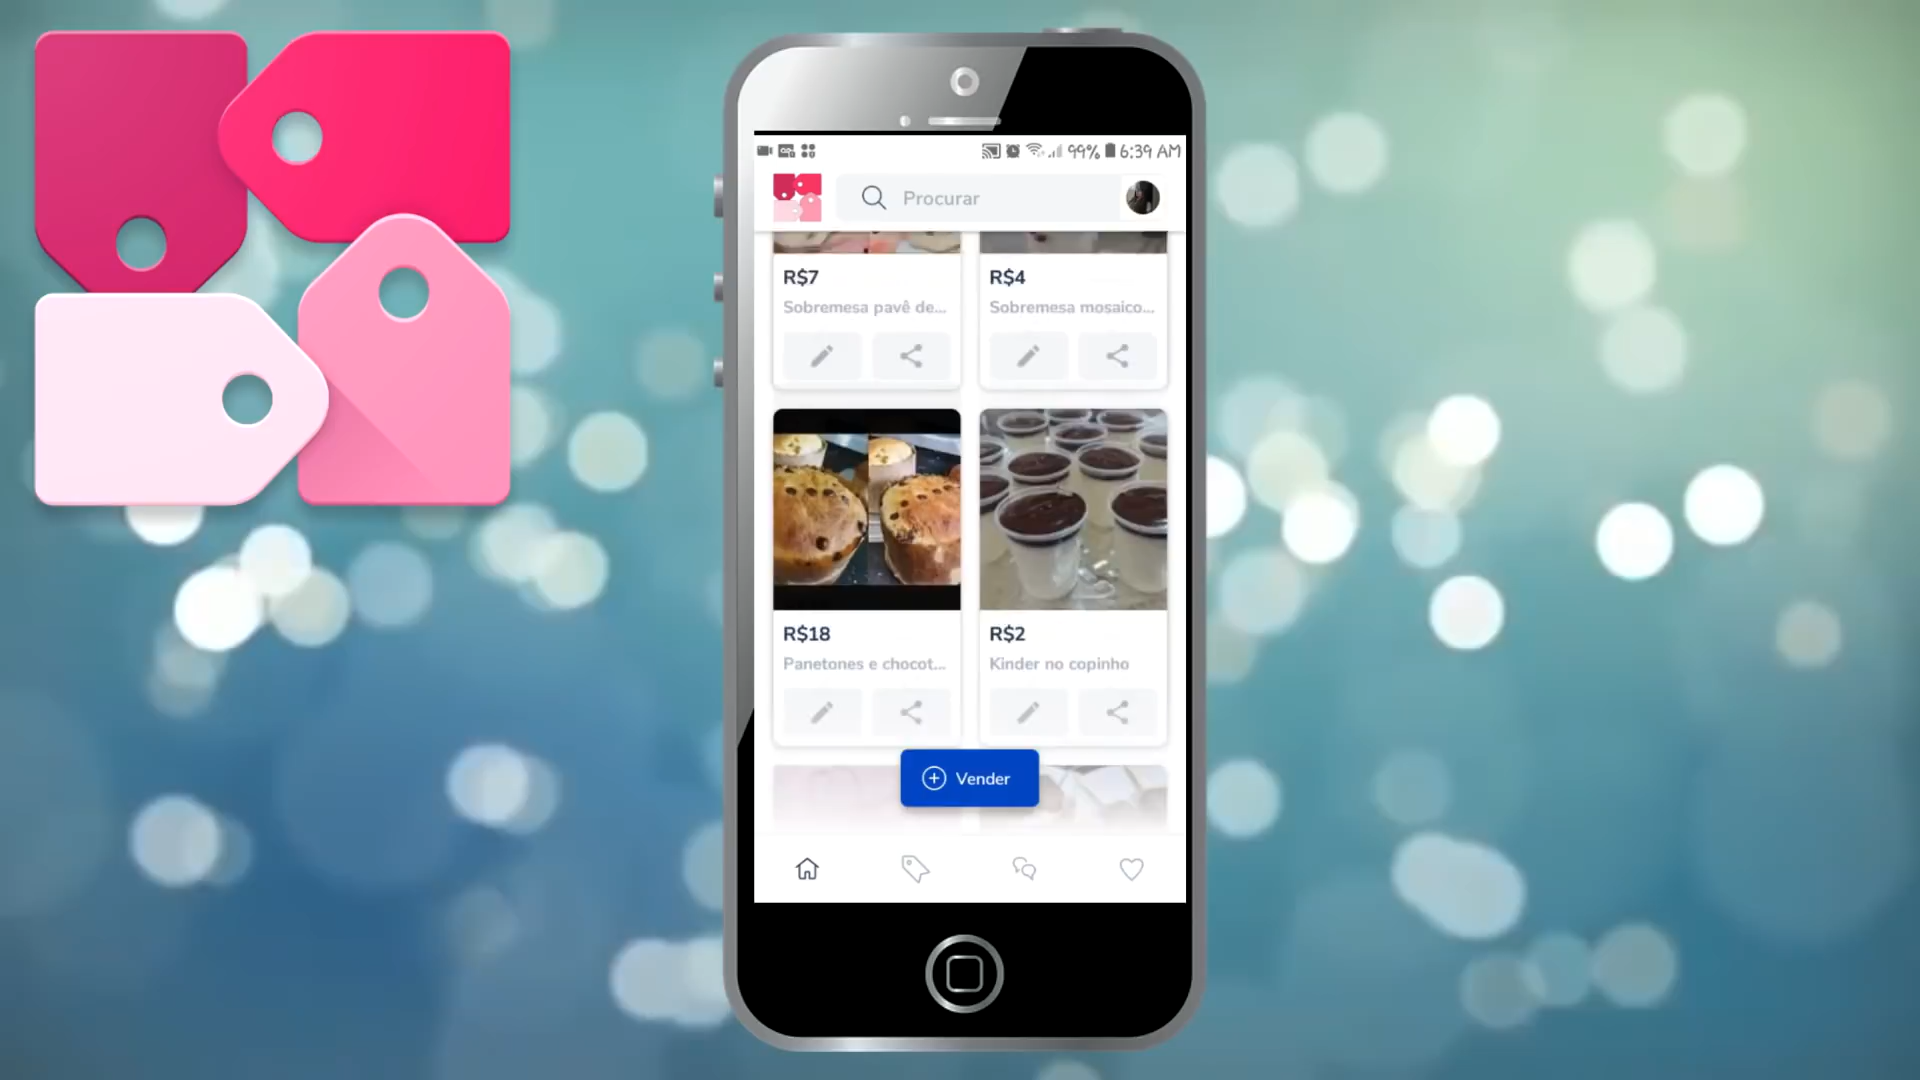 99% 6:39 AM
Procurar
R$7
Sobremesa pavê de...
R$4
Sobremesa mosaico...
R$18
Panetones e chocot...
R$2
Kinder no copinho
Vender